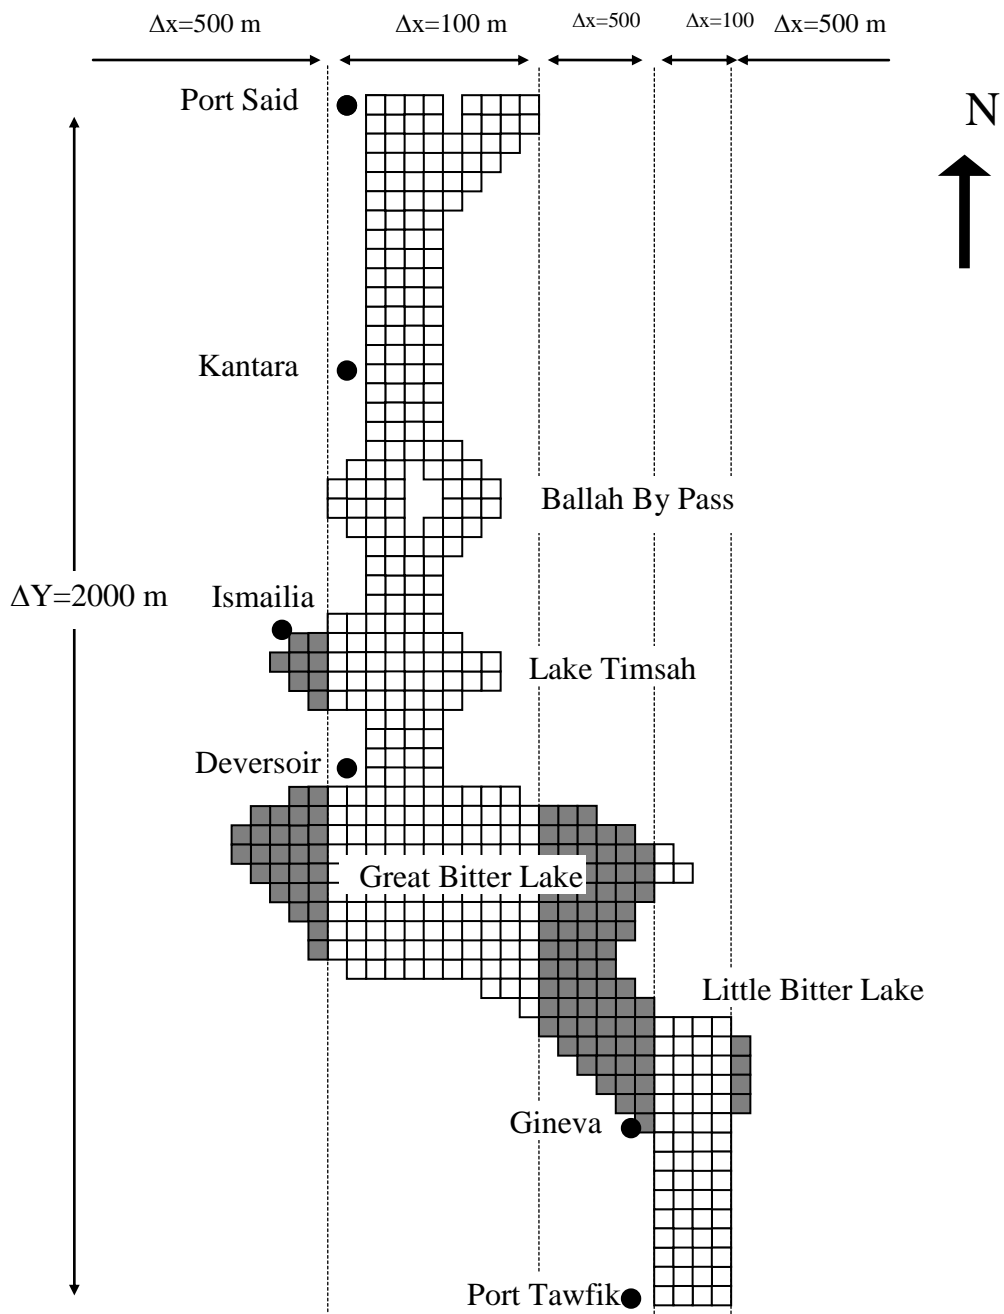 Δx=500 m
Δx=100 m
Δx=500
Δx=100
Δx=500 m
Port Said
N
Kantara
Ballah By Pass
ΔY=2000 m
Ismailia
Lake Timsah
Deversoir
Great Bitter Lake
Little Bitter Lake
Gineva
Port Tawfik